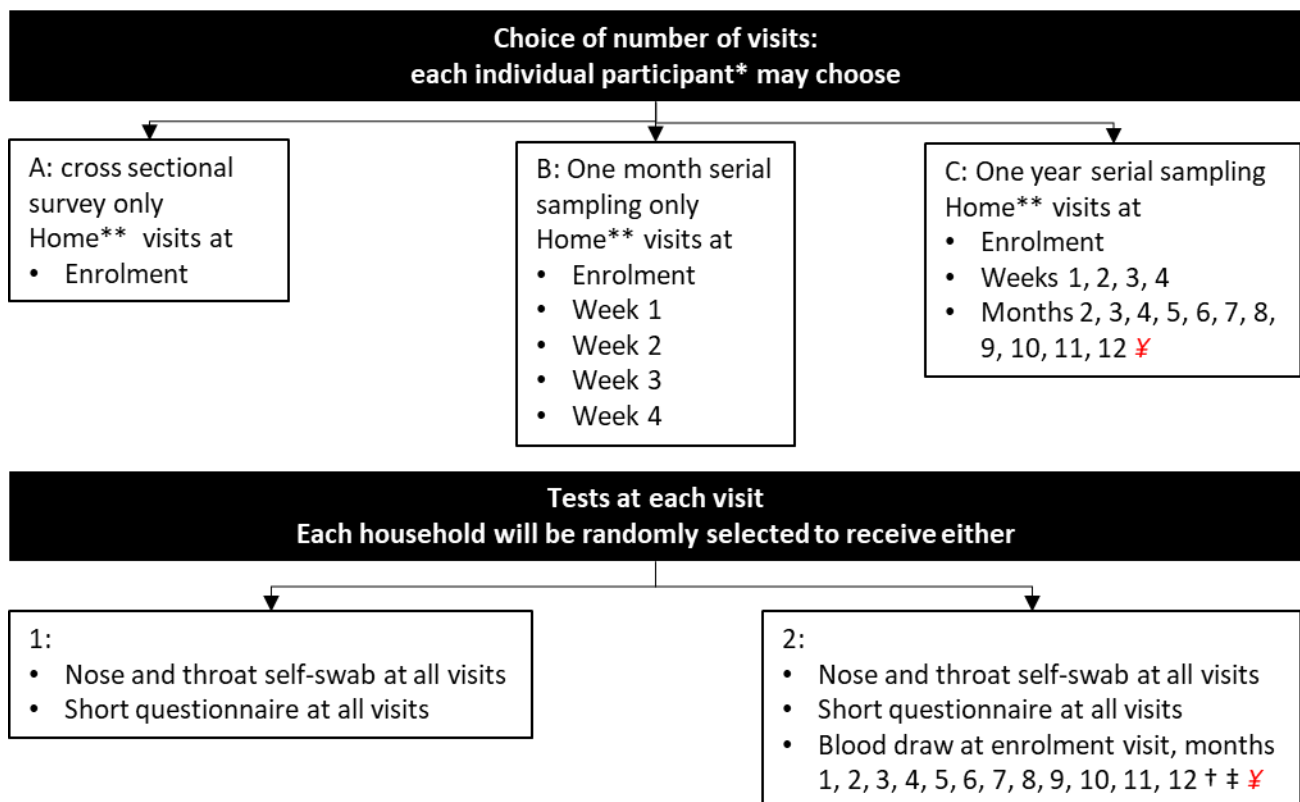 Choice of number of visits:
each individual participant* may choose
A: cross sectional
survey only
Home** visits at
• Enrolment
B: One month serial
sampling only
Home** visits at
• Enrolment
• Week 1
• Week 2
• Week 3
• Week 4
C: One year serial sampling
Home** visits at
• Enrolment
• Weeks 1, 2, 3, 4
• Months 2, 3, 4, 5, 6, 7, 8,
9, 10, 11, 12 ¥
Tests at each visit
Each household will be randomly selected to receive either
1:
• Nose and throat self-swab at all visits
• Short questionnaire at all visits
2:
• Nose and throat self-swab at all visits
• Short questionnaire at all visits
• Blood draw at enrolment visit, months
1, 2, 3, 4, 5, 6, 7, 8, 9, 10, 11, 12 † ‡ ¥